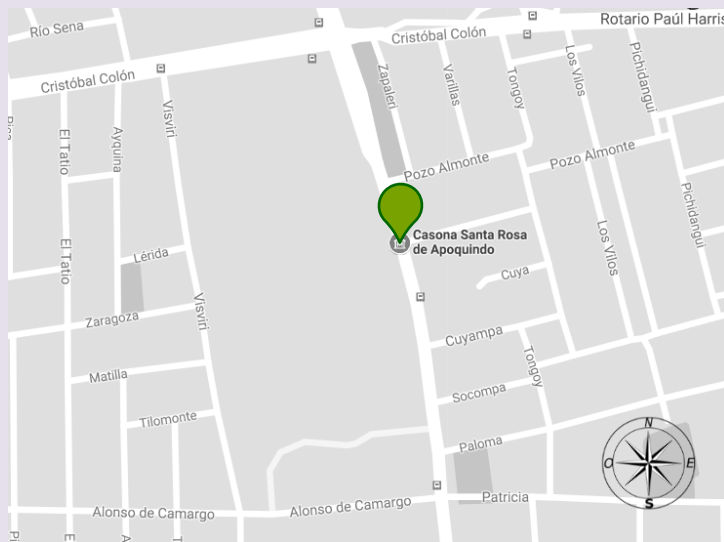 Rotario Paúl Harris
Río Sena
Cristóbal Colón
Cristóbal Colón
Zapaleri
Varillas
Tongoy
Los Vilos
Pichidangui
El Tatio
Ayquina
Visviri
Pozo Almonte
Pozo Almonte
Pichidangui
Casona Santa Rosa
de Apoquindo
Los Vilos
El Tatio
Lérida
Cuya
Visviri
Zaragoza
Cuyampa
Tongoy
Matilla
Socompa
Tilomonte
Paloma
N
O
E
S
Alonso de Camargo
Alonso de Camargo
Patricia